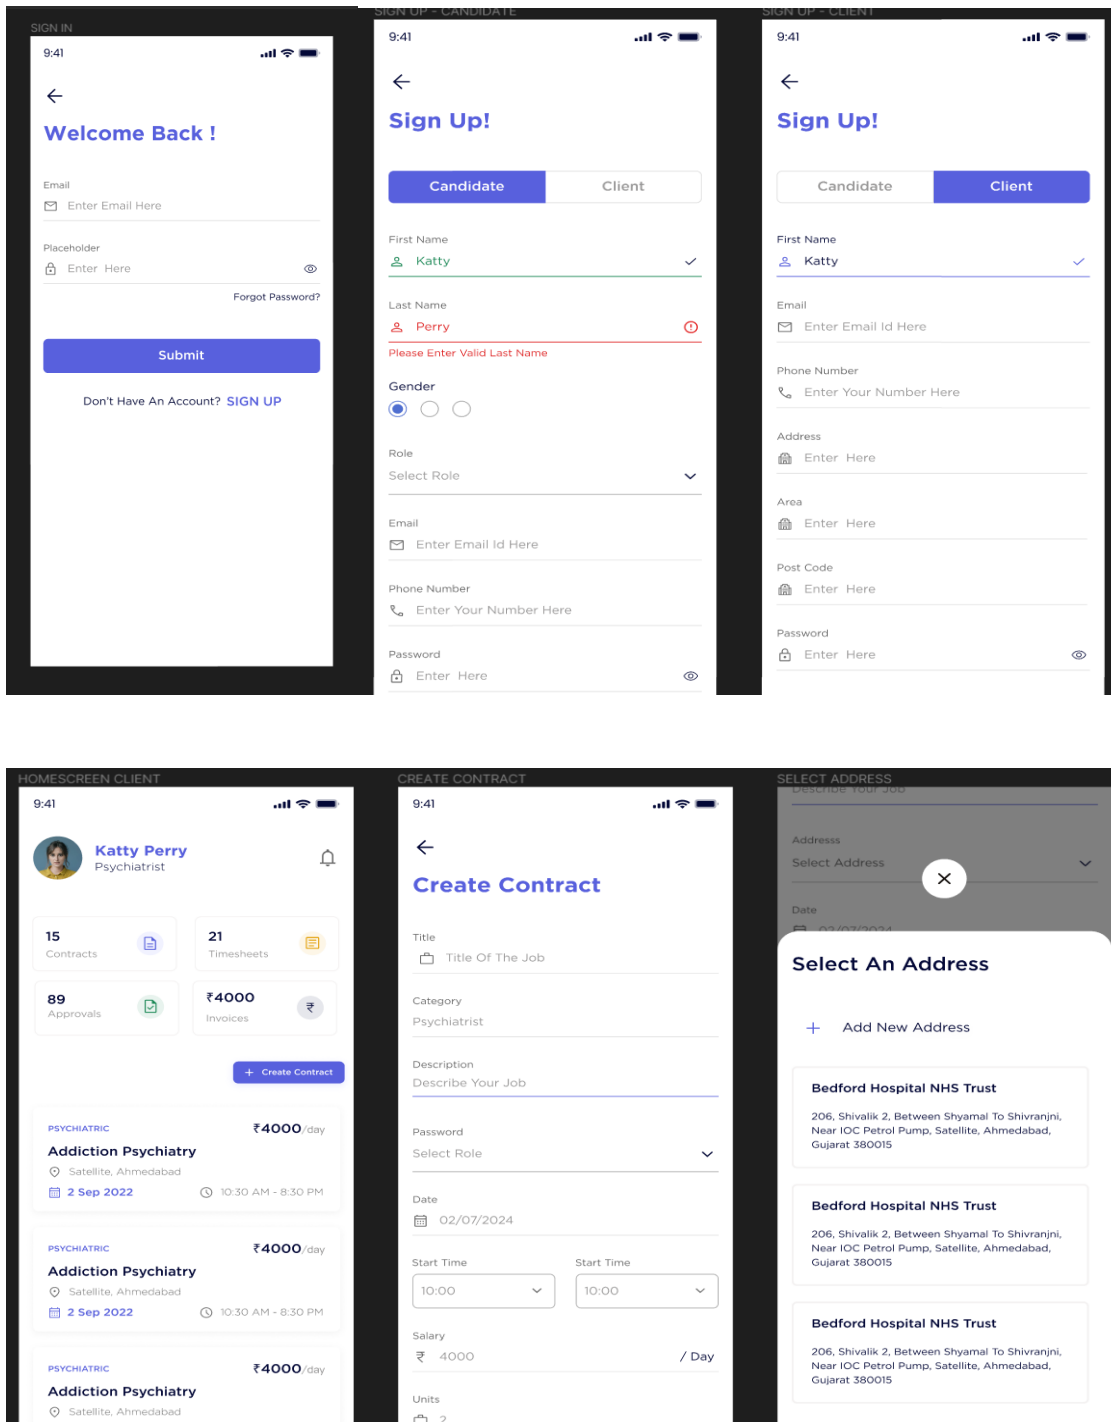 SIGN IN
9:41
Welcome Back !
Email
Enter Email Here
Placeholder
Enter Here
Forgot Password?
Submit
Don't Have An Account? SIGN UP
SIGN UP - CANDIDATE
9:41
Sign Up!
Candidate
Client
First Name
Katty
Last Name
Perry
Please Enter Valid Last Name
Gender
Role
Select Role
Email
Enter Email Id Here
Phone Number
Enter Your Number Here
Password
Enter Here
SIGN UP - CLIENT
9:41
Sign Up!
Candidate
Client
First Name
Katty
Email
Enter Email Id Here
Phone Number
Enter Your Number Here
Address
Enter Here
Area
Enter Here
Post Code
Enter Here
Password
Enter Here
HOMESCREEN CLIENT
9:41
Katty Perry
Psychiatrist
15
Contracts
21
Timesheets
89
Approvals
₹4000
Invoices
₹
+ Create Contract
PSYCHIATRIC
₹4000/day
Addiction Psychiatry
Satellite, Ahmedabad
2 Sep 2022
10:30 AM - 8:30 PM
PSYCHIATRIC
₹4000/day
Addiction Psychiatry
Satellite, Ahmedabad
2 Sep 2022
10:30 AM - 8:30 PM
PSYCHIATRIC
₹4000/day
Addiction Psychiatry
Satellite, Ahmedabad
CREATE CONTRACT
9:41
Create Contract
Title
Title Of The Job
Category
Psychiatrist
Description
Describe Your Job
Password
Select Role
Date
02/07/2024
Start Time
Start Time
10:00
10:00
Salary
₹ 4000 / Day
Units
2
SELECT ADDRESS
Describe Your Job
Addresss
Select Address
Date
02/07/2024
Select An Address
+ Add New Address
Bedford Hospital NHS Trust
206, Shivalik 2, Between Shyamal To Shivranjni,
Near IOC Petrol Pump, Satellite, Ahmedabad,
Gujarat 380015
Bedford Hospital NHS Trust
206, Shivalik 2, Between Shyamal To Shivranjni,
Near IOC Petrol Pump, Satellite, Ahmedabad,
Gujarat 380015
Bedford Hospital NHS Trust
206, Shivalik 2, Between Shyamal To Shivranjni,
Near IOC Petrol Pump, Satellite, Ahmedabad,
Gujarat 380015